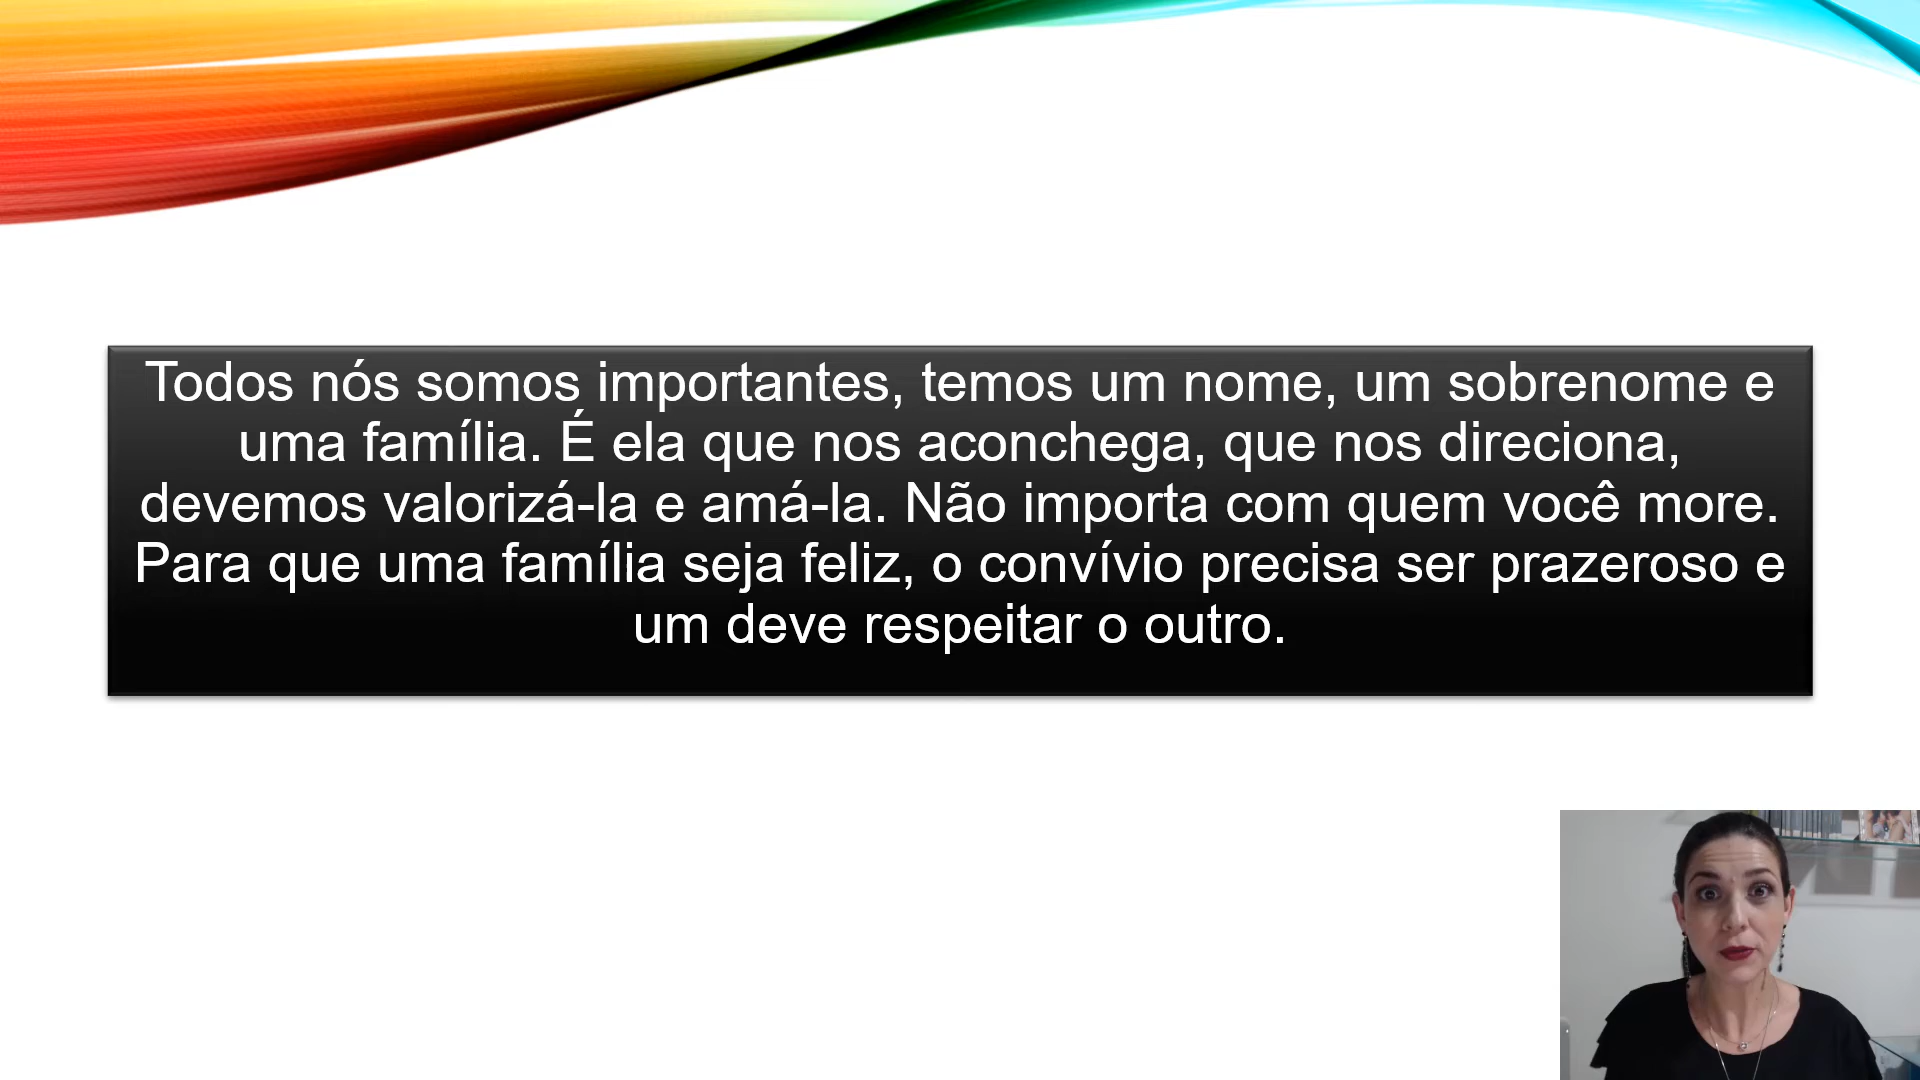 Todos nós somos importantes, temos um nome, um sobrenome e
uma família. É ela que nos aconchega, que nos direciona,
devemos valorizá-la e amá-la. Não importa com quem você more.
Para que uma família seja feliz, o convívio precisa ser prazeroso e
um deve respeitar o outro.